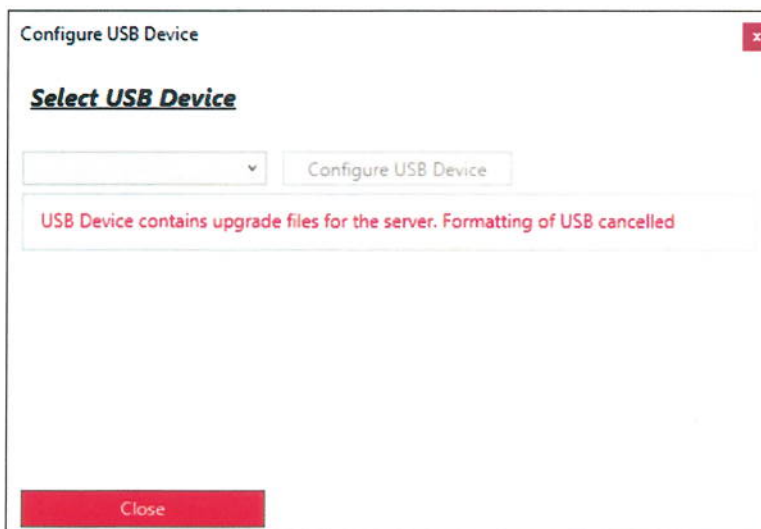 Configure USB Device
x
Select USB Device
Configure USB Device
USB Device contains upgrade files for the server. Formatting of USB cancelled
Close